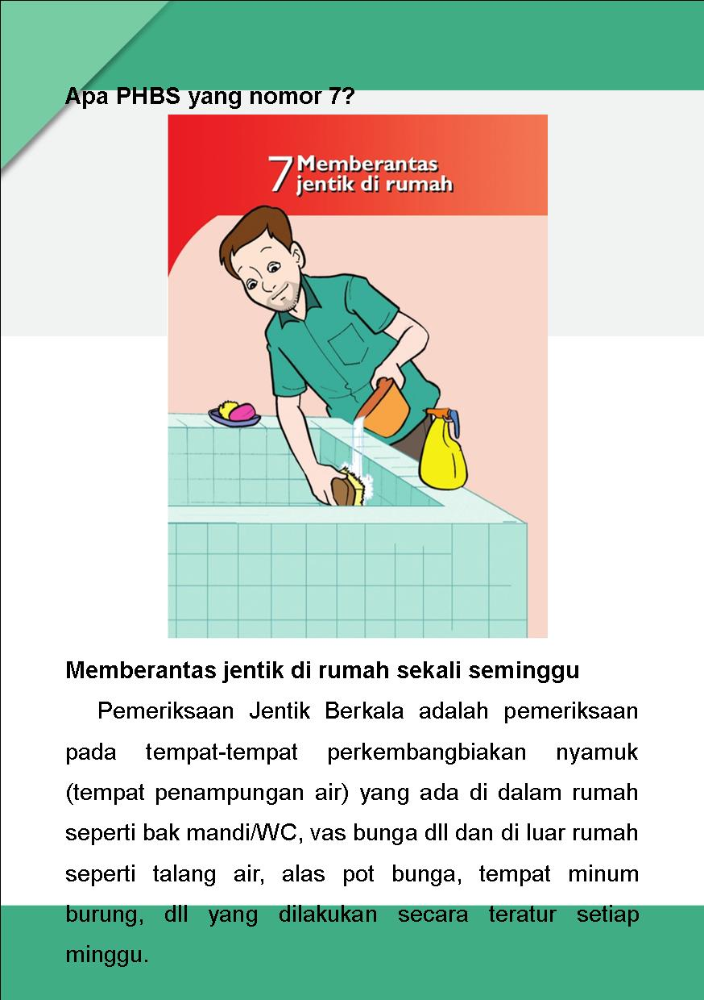 Apa PHBS yang nomor 7?
7 Memberantas
jentik di rumah
Memberantas jentik di rumah sekali seminggu
Pemeriksaan Jentik Berkala adalah pemeriksaan
pada tempat-tempat perkembangbiakan nyamuk
(tempat penampungan air) yang ada di dalam rumah
seperti bak mandi/WC, vas bunga dll dan di luar rumah
seperti talang air, alas pot bunga, tempat minum
burung, dll yang dilakukan secara teratur setiap
minggu.